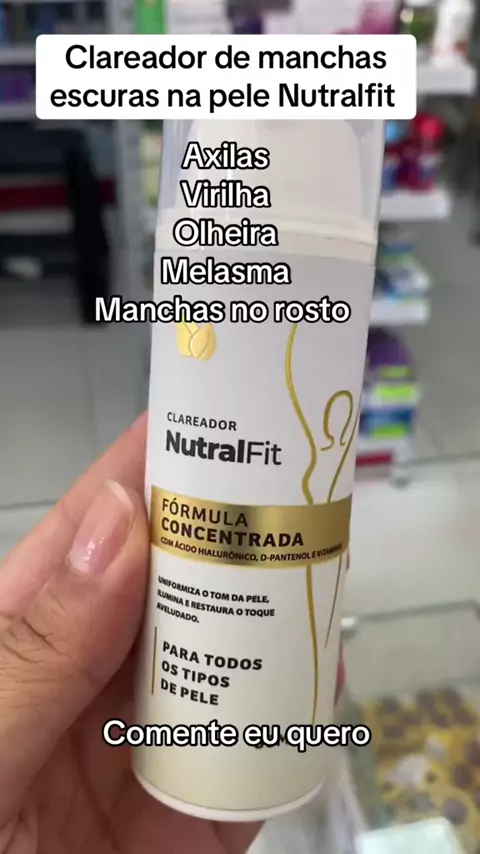 Clareador de manchas
escuras na pele Nutralfit
Axilas
Virilha
Olheira
Melasma
Manchas no rosto
CLAREADOR
NutralFit
FÓRMULA
CONCENTRADA
COM ÁCIDO HIALURÔNICO, D-PANTENOL E
UNIFORMIZA O TOM DA PELE,
ILUMINA E RESTAURA O TOQUE
AVELUDADO.
PARA TODOS
OS TIPOS
DE PELE
Comente eu quero